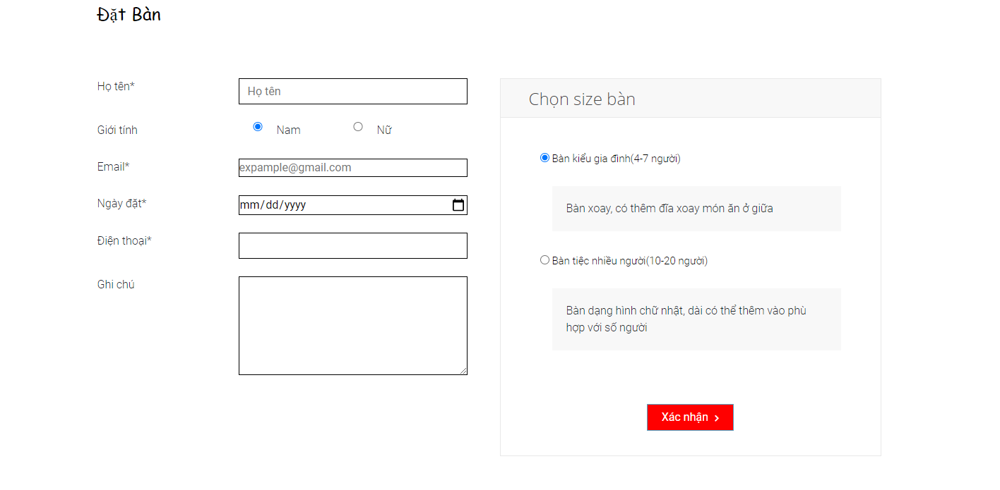 Đặt Bàn
Họ tên*
Họ tên
Giới tính
Nam
Nữ
Email*
expample@gmail.com
Ngày đặt*
mm/dd/yyyy
Điện thoại*
Ghi chú
Chọn size bàn
Bàn kiểu gia đình(4-7 người)
Bàn xoay, có thêm đĩa xoay món ăn ở giữa
Bàn tiệc nhiều người(10-20 người)
Bàn dạng hình chữ nhật, dài có thể thêm vào phù
hợp với số người
Xác nhận